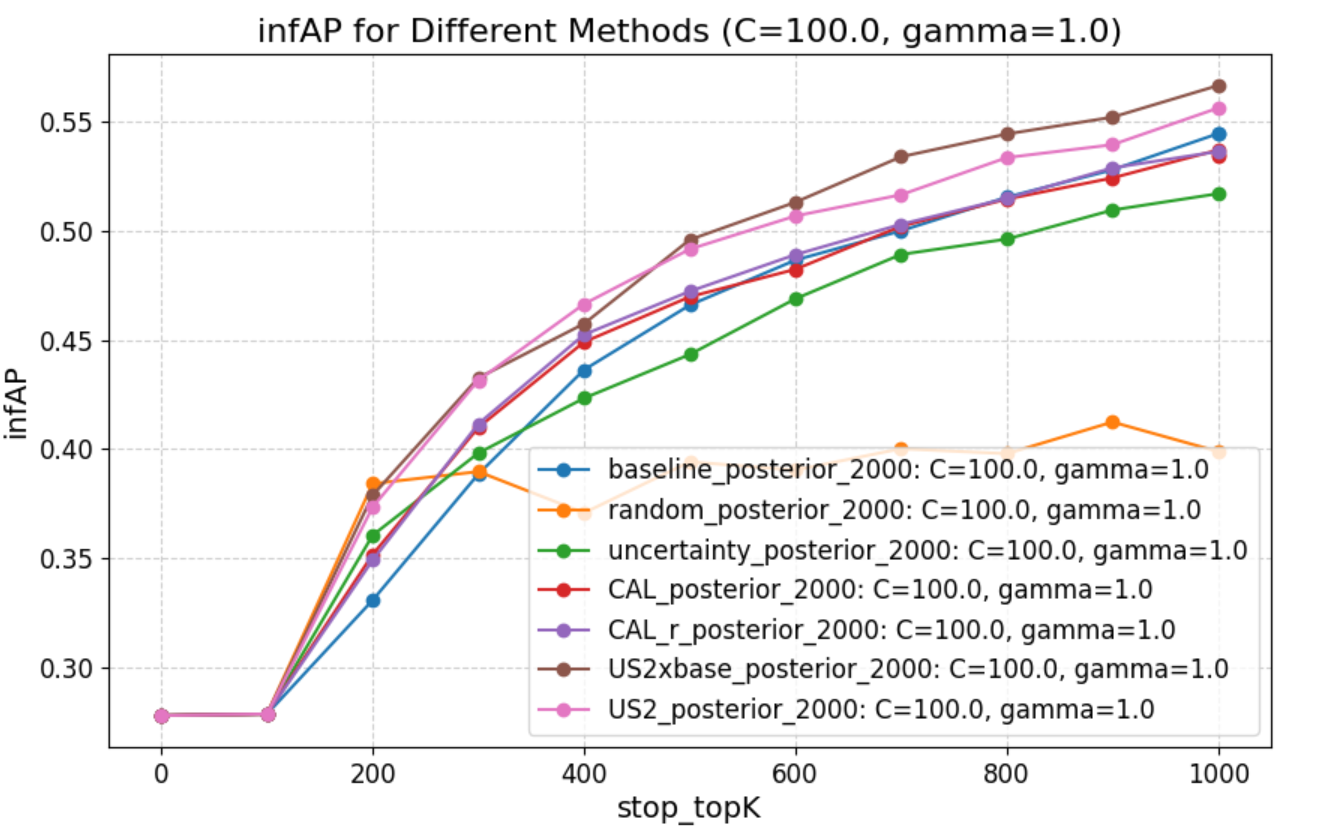 infAP for Different Methods (C=100.0, gamma=1.0)
0.55
0.50
0.45
0.40
0.35
0.30
infAP
baseline_posterior_2000: C=100.0, gamma=1.0
random_posterior_2000: C=100.0, gamma=1.0
uncertainty_posterior_2000: C=100.0, gamma=1.0
CAL_posterior_2000: C=100.0, gamma=1.0
CAL_r_posterior_2000: C=100.0, gamma=1.0
US2xbase_posterior_2000: C=100.0, gamma=1.0
US2_posterior_2000: C=100.0, gamma=1.0
0 200 400 600 800 1000
stop_topK